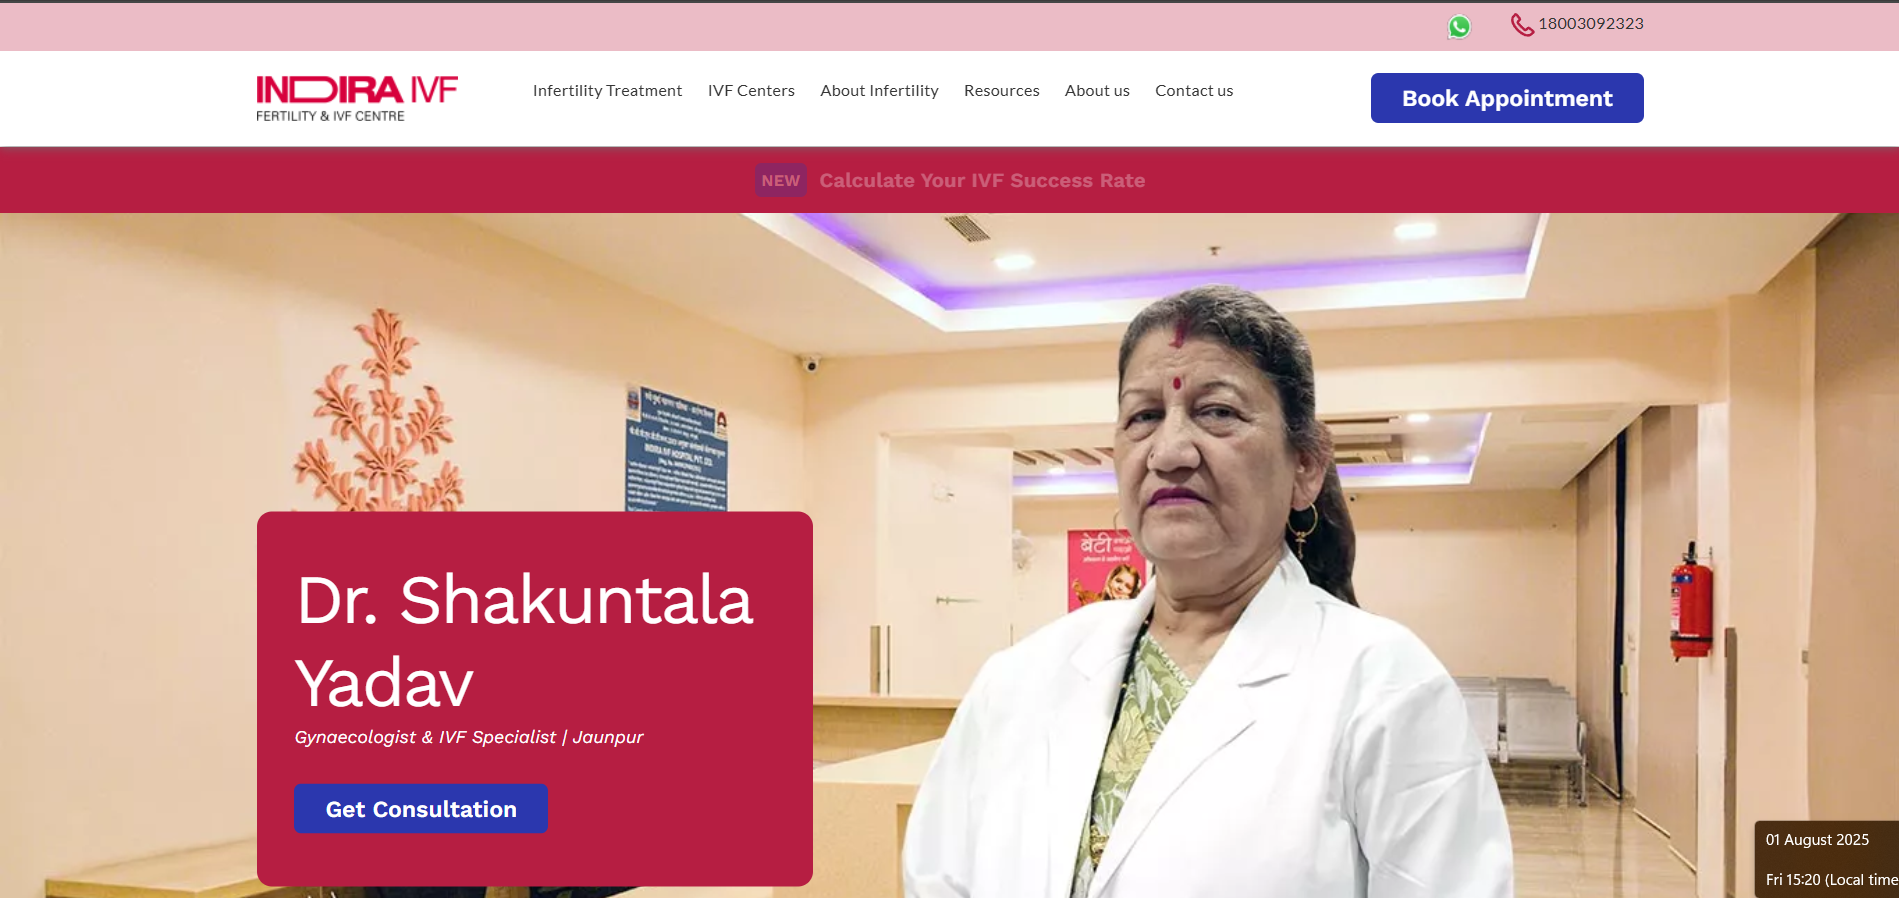 18003092323
INDIRA IVF
FERTILITY & IVF CENTRE
Infertility Treatment
IVF Centers
About Infertility
Resources
About us
Contact us
Book Appointment
NEW
Calculate Your IVF Success Rate
INDIRA IVF HOSPITAL PVT. LTD.
बेटी
Dr. Shakuntala
Yadav
Gynaecologist & IVF Specialist | Jaunpur
Get Consultation
01 August 2025
Fri 15:20 (Local time